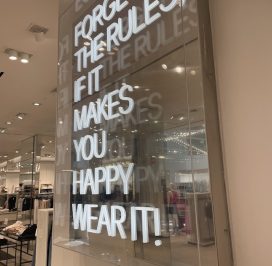 FORGET
THE RULES
IF IT
MAKES
YOU
HAPPY
WEAR IT!